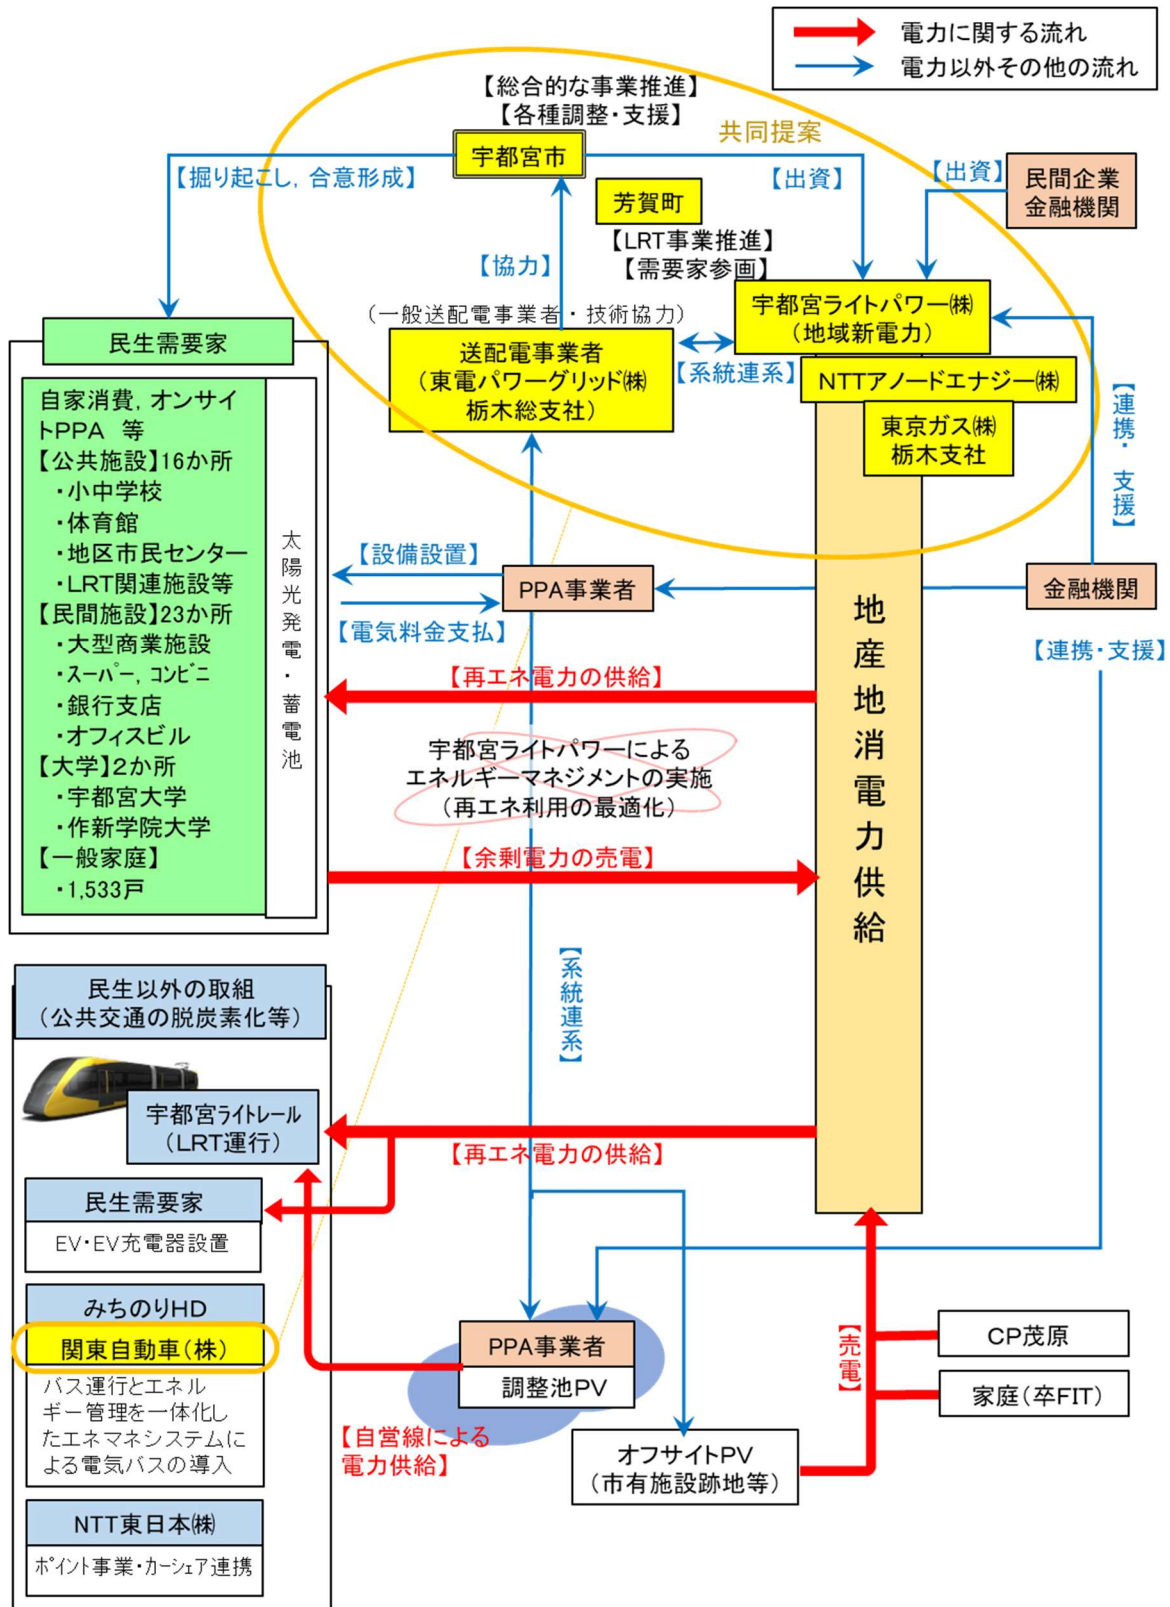 電力に関する流れ
電力以外その他の流れ
【総合的な事業推進】
【各種調整・支援】
共同提案
宇都宮市
【掘り起こし，合意形成】
【出資】
【出資】
民間企業
金融機関
芳賀町
【LRT事業推進】
【需要家参画】
【協力】
宇都宮ライトパワー㈱
（地域新電力）
（一般送配電事業者・技術協力）
送配電事業者
（東電パワーグリッド㈱
栃木総支社）
【系統連系】
NTTアノードエナジー㈱
東京ガス㈱
栃木支社
【連携・支援】
民生需要家
自家消費，オンサイ
トPPA 等
【公共施設】16か所
・小中学校
・体育館
・地区市民センター
・LRT関連施設等
【民間施設】23か所
・大型商業施設
・スーパー，コンビニ
・銀行支店
・オフィスビル
【大学】2か所
・宇都宮大学
・作新学院大学
【一般家庭】
・1,533戸
太陽光発電・蓄電池
【設備設置】
PPA事業者
【電気料金支払】
金融機関
【連携・支援】
地産地消電力供給
【再エネ電力の供給】
宇都宮ライトパワーによる
エネルギーマネジメントの実施
（再エネ利用の最適化）
【余剰電力の売電】
【系統連系】
民生以外の取組
（公共交通の脱炭素化等）
宇都宮ライトレール
（LRT運行）
【再エネ電力の供給】
民生需要家
EV・EV充電器設置
みちのりHD
関東自動車（株）
バス運行とエネル
ギー管理を一体化し
たエネマネシステムに
よる電気バスの導入
NTT東日本㈱
ポイント事業・カーシェア連携
PPA事業者
調整池PV
【自営線による
電力供給】
オフサイトPV
（市有施設跡地等）
【売電】
CP茂原
家庭（卒FIT）